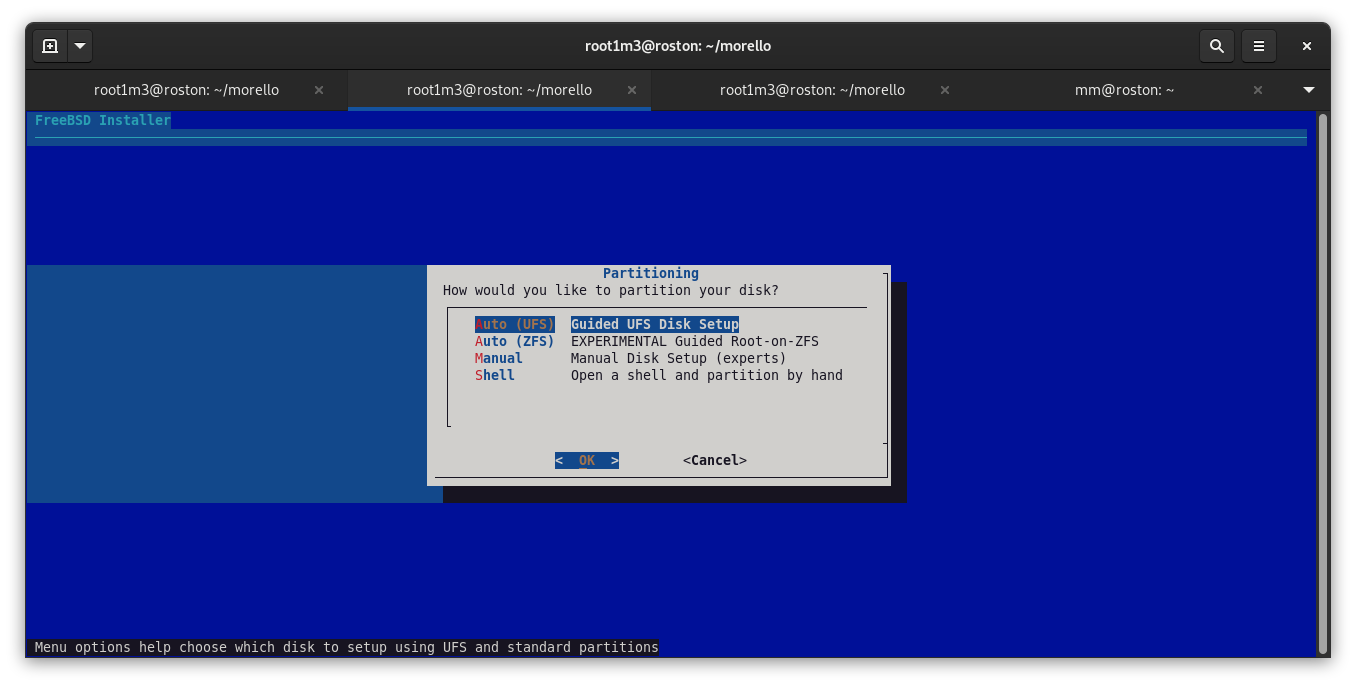 root1m3@roston: ~/morello
root1m3@roston: ~/morello × root1m3@roston: ~/morello × root1m3@roston: ~/morello × mm@roston: ~ ×
FreeBSD Installer
Partitioning
How would you like to partition your disk?
Auto (UFS) Guided UFS Disk Setup
Auto (ZFS) EXPERIMENTAL Guided Root-on-ZFS
Manual Manual Disk Setup (experts)
Shell Open a shell and partition by hand
< OK > <Cancel>
Menu options help choose which disk to setup using UFS and standard partitions